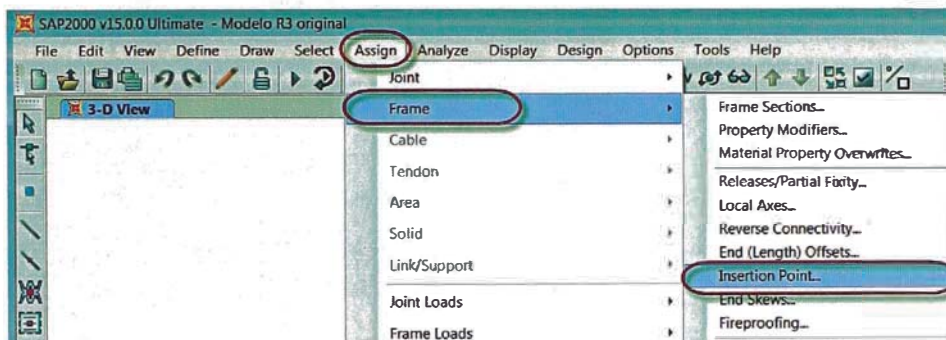 SAP2000 v15.0.0 Ultimate - Modelo R3 original
File Edit View Define Draw Select Assign Analyze Display Design Options Tools Help
3-D View
Joint
Frame
Cable
Tendon
Area
Solid
Link/Support
Joint Loads
Frame Loads
Frame Sections...
Property Modifiers...
Material Property Overwrites...
Releases/Partial Fixity...
Local Axes...
Reverse Connectivity...
End (Length) Offsets...
Insertion Point...
End Skews...
Fireproofing...